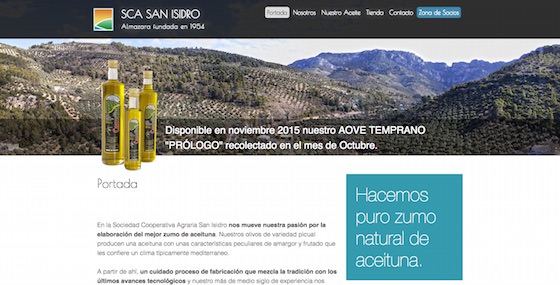 SCA SAN ISIDRO
Almazara fundada en 1954
Portada Nosotros Nuestro Aceite Tienda Contacto Zona de Socios
Disponible en noviembre 2015 nuestro AOVE TEMPRANO
"PRÓLOGO" recolectado en el mes de Octubre.
Portada
En la Sociedad Cooperativa Agraria San Isidro nos mueve nuestra pasión por la
elaboración del mejor zumo de aceituna. Nuestros olivos de variedad picual
producen una aceituna con unas características peculiares de amargor y frutado que
les confiere un clima típicamente mediterraneo.
A partir de ahí, un cuidado proceso de fabricación que mezcla la tradición con los
últimos avances tecnológicos y nuestro más de medio siglo de experiencia nos
Hacemos
puro zumo
natural de
aceituna.